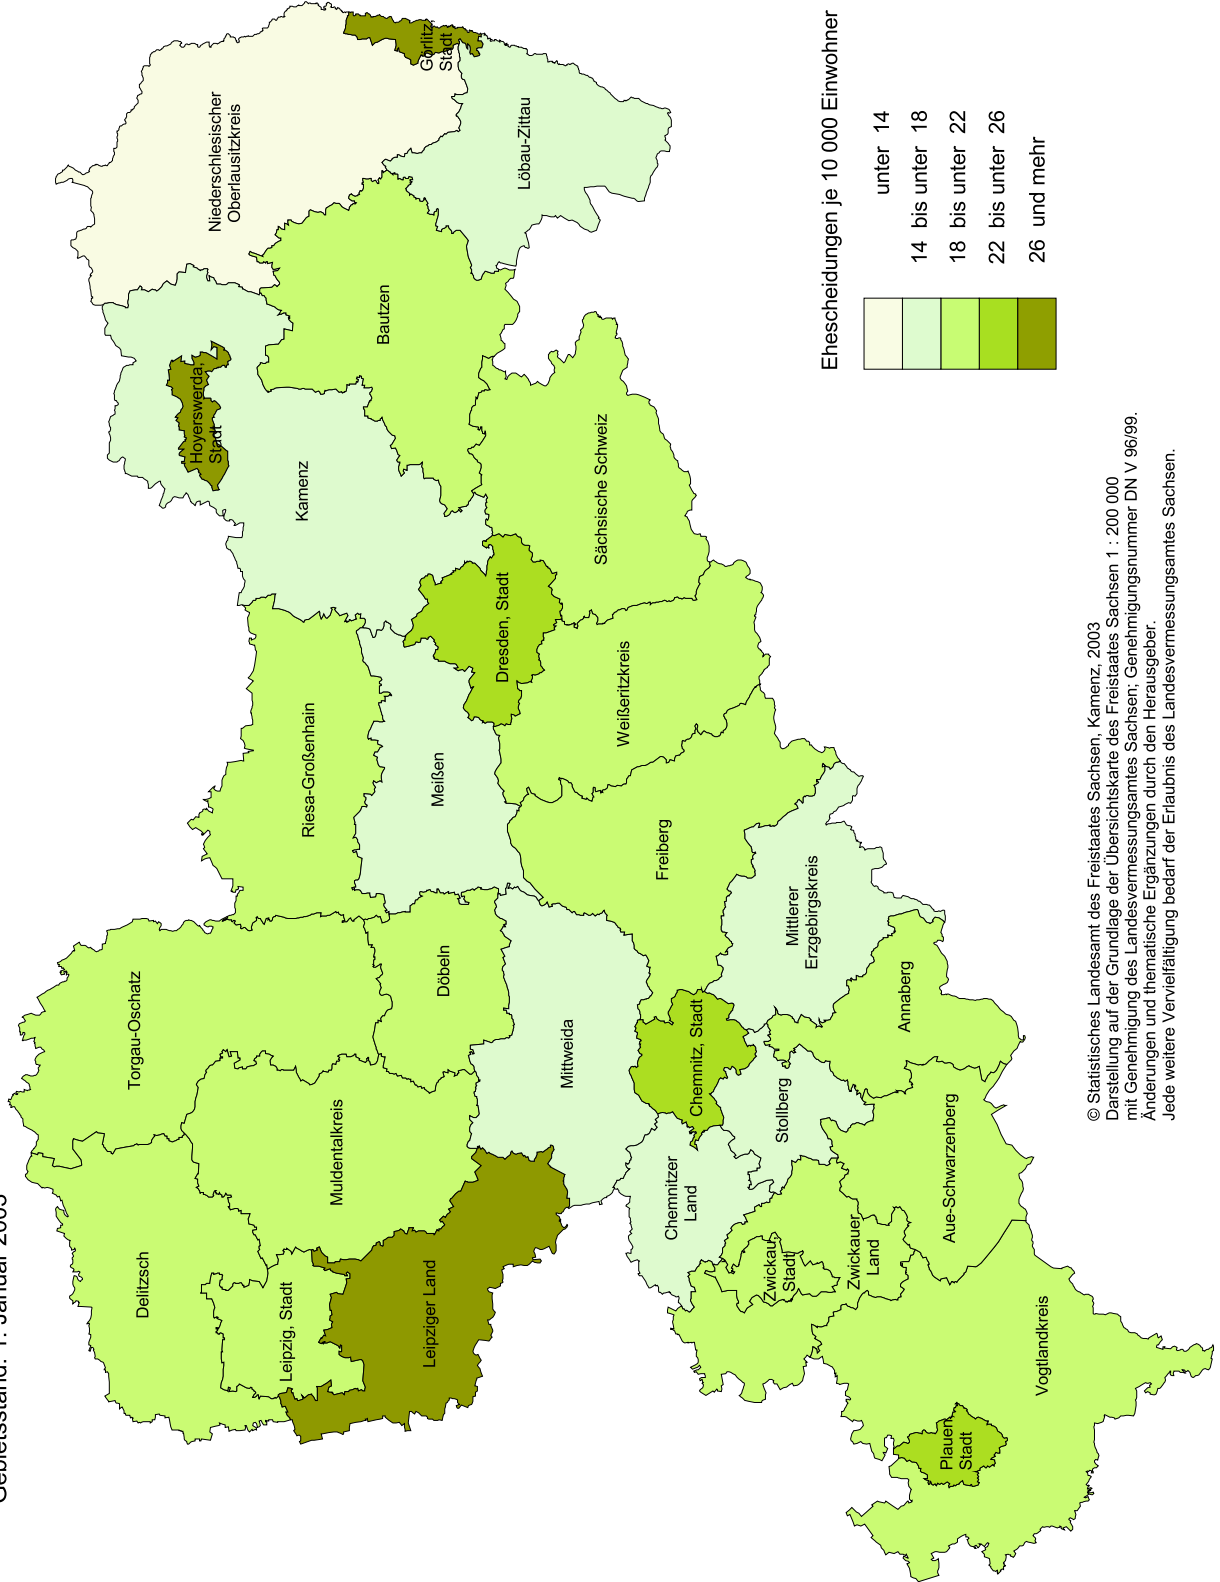 Gebietsstand: 1. Januar 2003
Torgau-Oschatz
Delitzsch
Leipzig, Stadt
Muldentalkreis
Leipziger Land
Döbeln
Riesa-Großenhain
Meißen
Kamenz
Hoyerswerda,
Stadt
Niederschlesischer
Oberlausitzkreis
Görlitz,
Stadt
Bautzen
Löbau-Zittau
Dresden, Stadt
Sächsische Schweiz
Weißeritzkreis
Freiberg
Mittweida
Chemnitz, Stadt
Chemnitzer
Land
Stollberg
Mittlerer
Erzgebirgskreis
Annaberg
Aue-Schwarzenberg
Zwickau,
Stadt
Zwickauer
Land
Vogtlandkreis
Plauen,
Stadt
Ehescheidungen je 10 000 Einwohner
unter 14
14 bis unter 18
18 bis unter 22
22 bis unter 26
26 und mehr
© Statistisches Landesamt des Freistaates Sachsen, Kamenz, 2003
Darstellung auf der Grundlage der Übersichtskarte des Freistaates Sachsen 1 : 200 000
mit Genehmigung des Landesvermessungsamtes Sachsen; Genehmigungsnummer DN V 96/99.
Änderungen und thematische Ergänzungen durch den Herausgeber.
Jede weitere Vervielfältigung bedarf der Erlaubnis des Landesvermessungsamtes Sachsen.